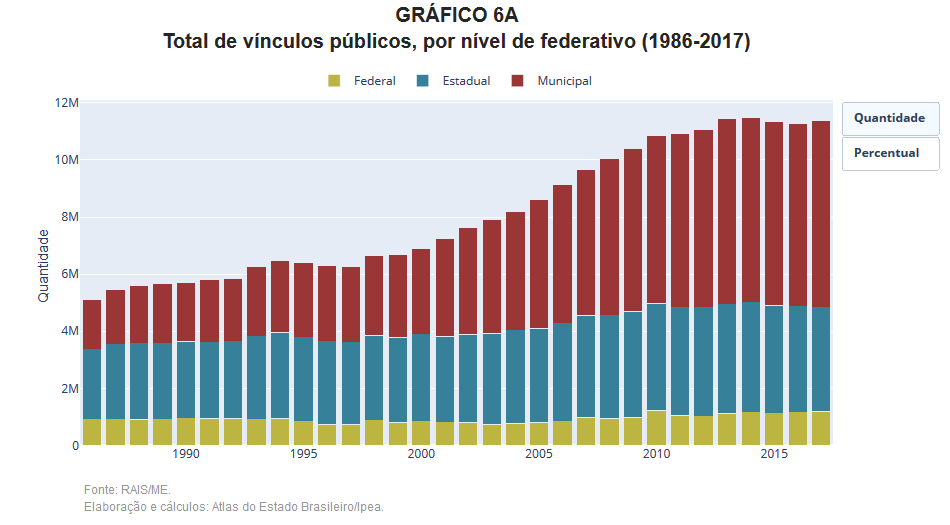 GRÁFICO 6A
Total de vínculos públicos, por nível de federativo (1986-2017)
Federal Estadual Municipal
Quantidade
Percentual
12M
10M
8M
6M
4M
2M
0
Quantidade
1990 1995 2000 2005 2010 2015
Fonte: RAIS/ME.
Elaboração e cálculos: Atlas do Estado Brasileiro/Ipea.